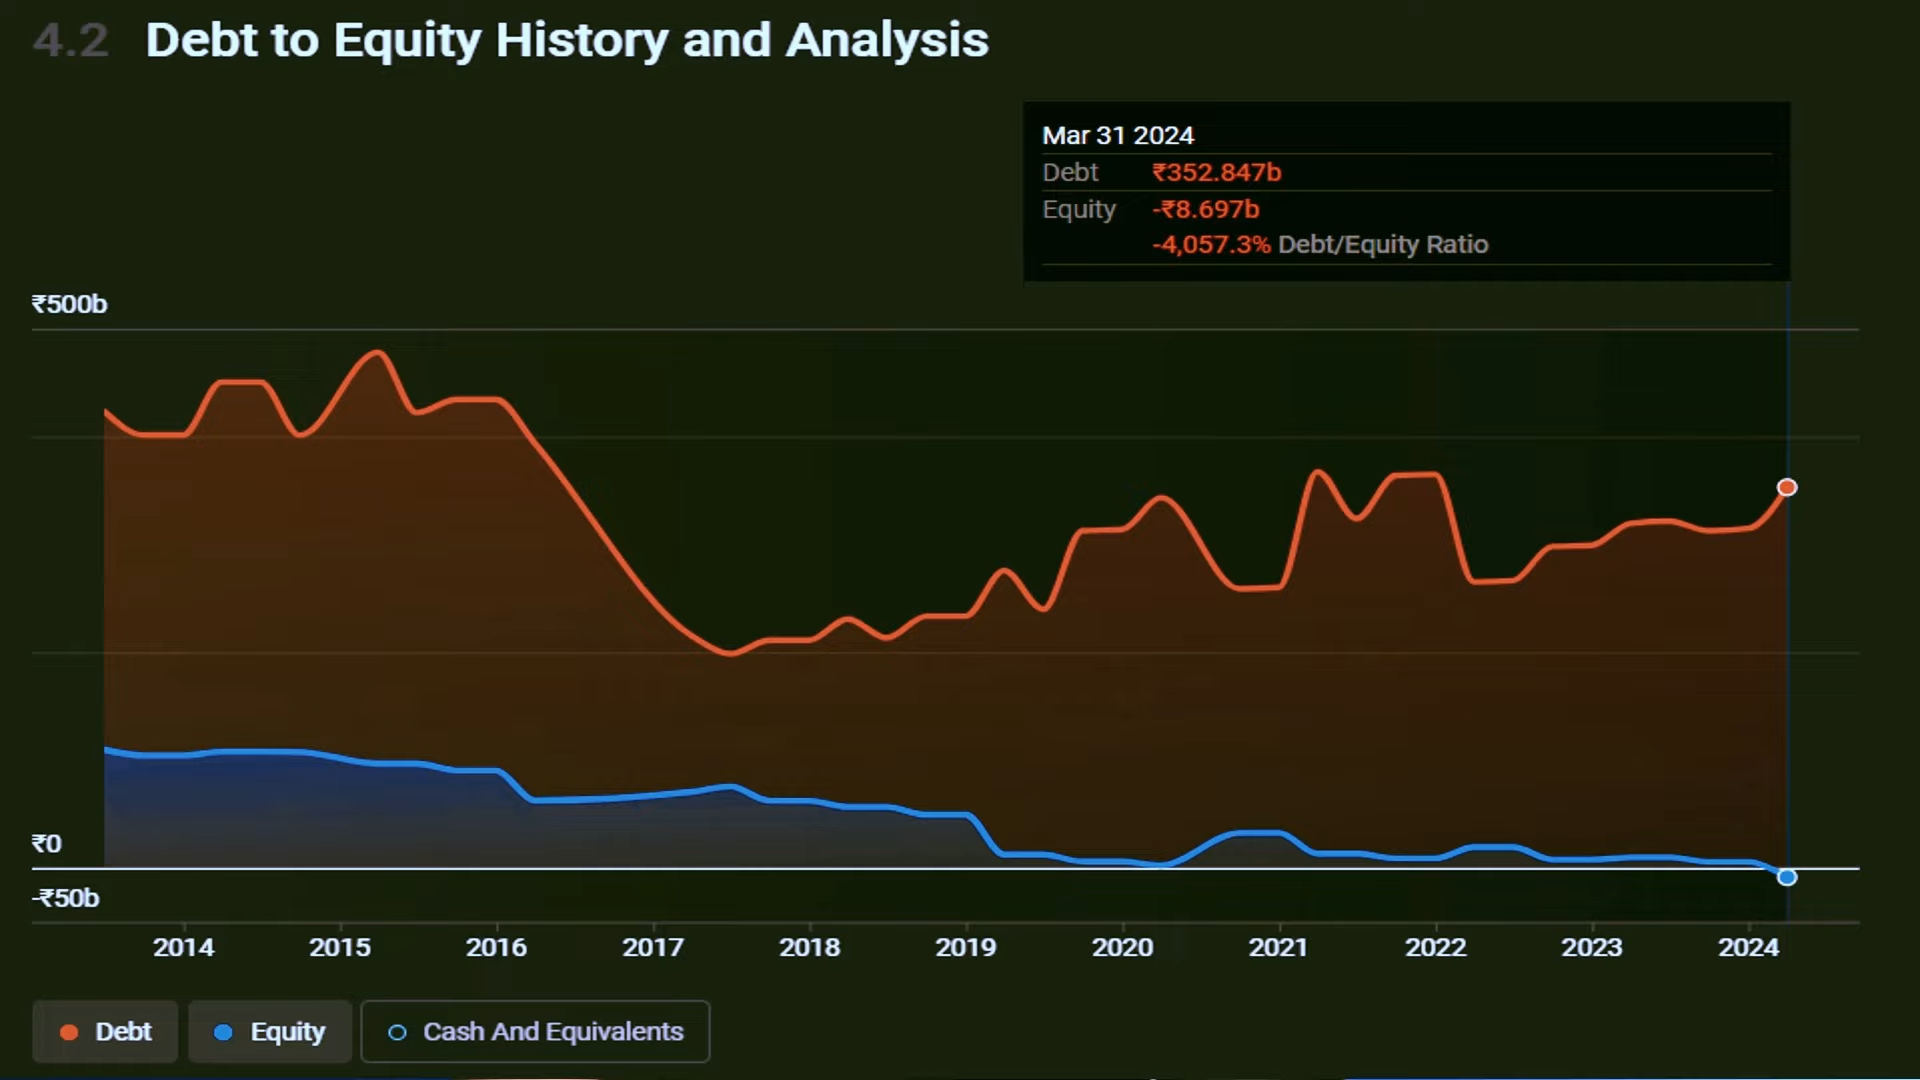 4.2 Debt to Equity History and Analysis
Mar 31 2024
Debt ₹352.847b
Equity -₹8.697b
-4,057.3% Debt/Equity Ratio
₹500b
₹0
-₹50b
2014 2015 2016 2017 2018 2019 2020 2021 2022 2023 2024
Debt Equity Cash And Equivalents